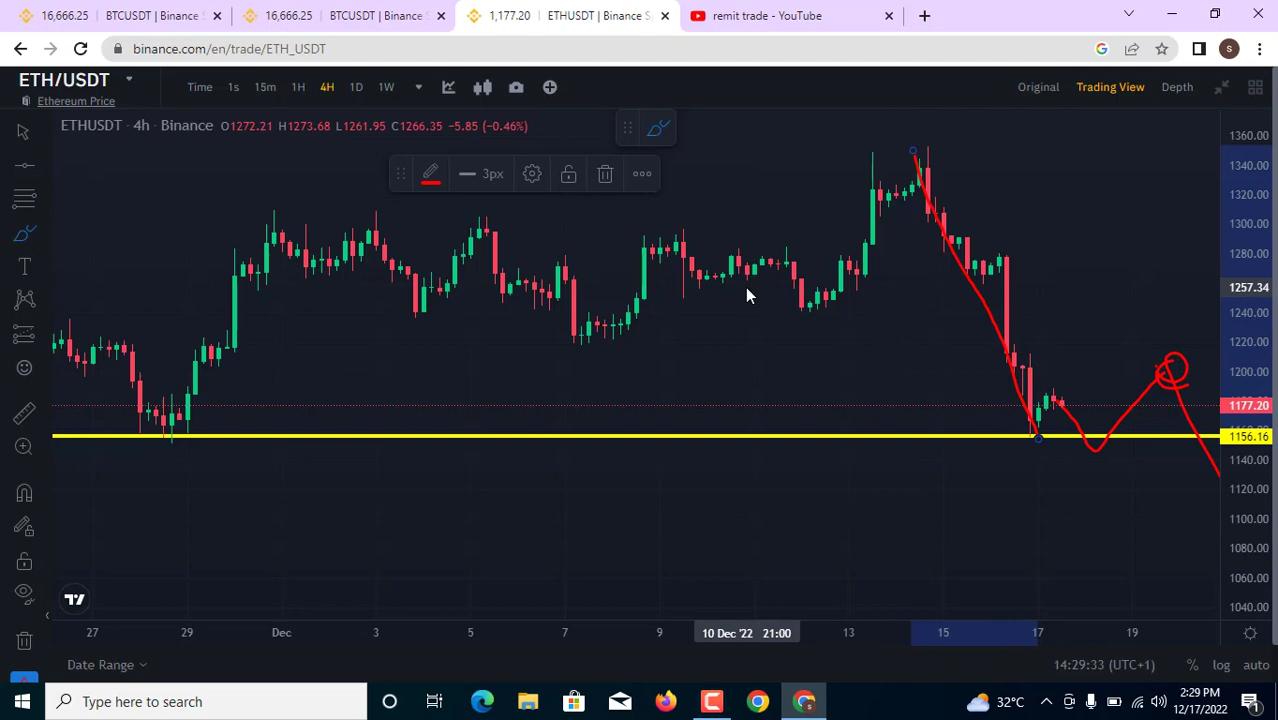 16,666.25 | BTCUSDT | Binance S
16,666.25 | BTCUSDT | Binance S
1,177.20 | ETHUSDT | Binance S
remit trade - YouTube
binance.com/en/trade/ETH_USDT
S
ETH/USDT
Ethereum Price
Time 1s 15m 1H 4H 1D 1W
Original Trading View Depth
ETHUSDT · 4h · Binance O1272.21 H1273.68 L1261.95 C1266.35 -5.85 (-0.46%)
3px
1360.00
1340.00
1320.00
1300.00
1280.00
1257.34
1240.00
1220.00
1200.00
1177.20
1156.16
1140.00
1120.00
1100.00
1080.00
1060.00
1040.00
27 29 Dec 3 5 7 9 10 Dec '22 21:00 13 15 17 19
Date Range 14:29:33 (UTC+1) % log auto
Type here to search
32°C
2:29 PM
12/17/2022
1